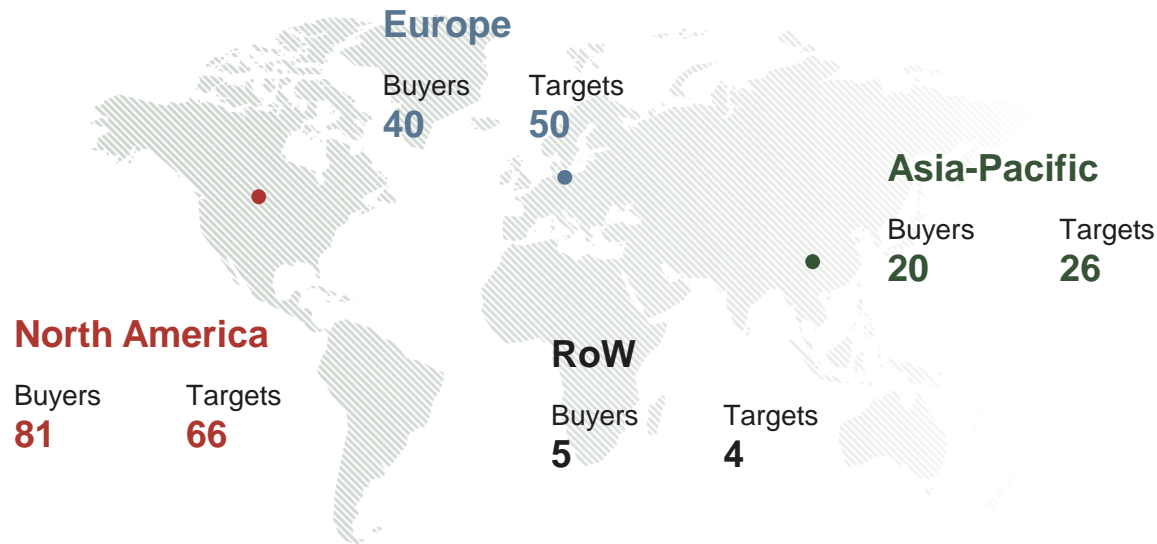 Europe
Buyers Targets
40 50
Asia-Pacific
Buyers Targets
20 26
North America
Buyers Targets
81 66
RoW
Buyers Targets
5 4